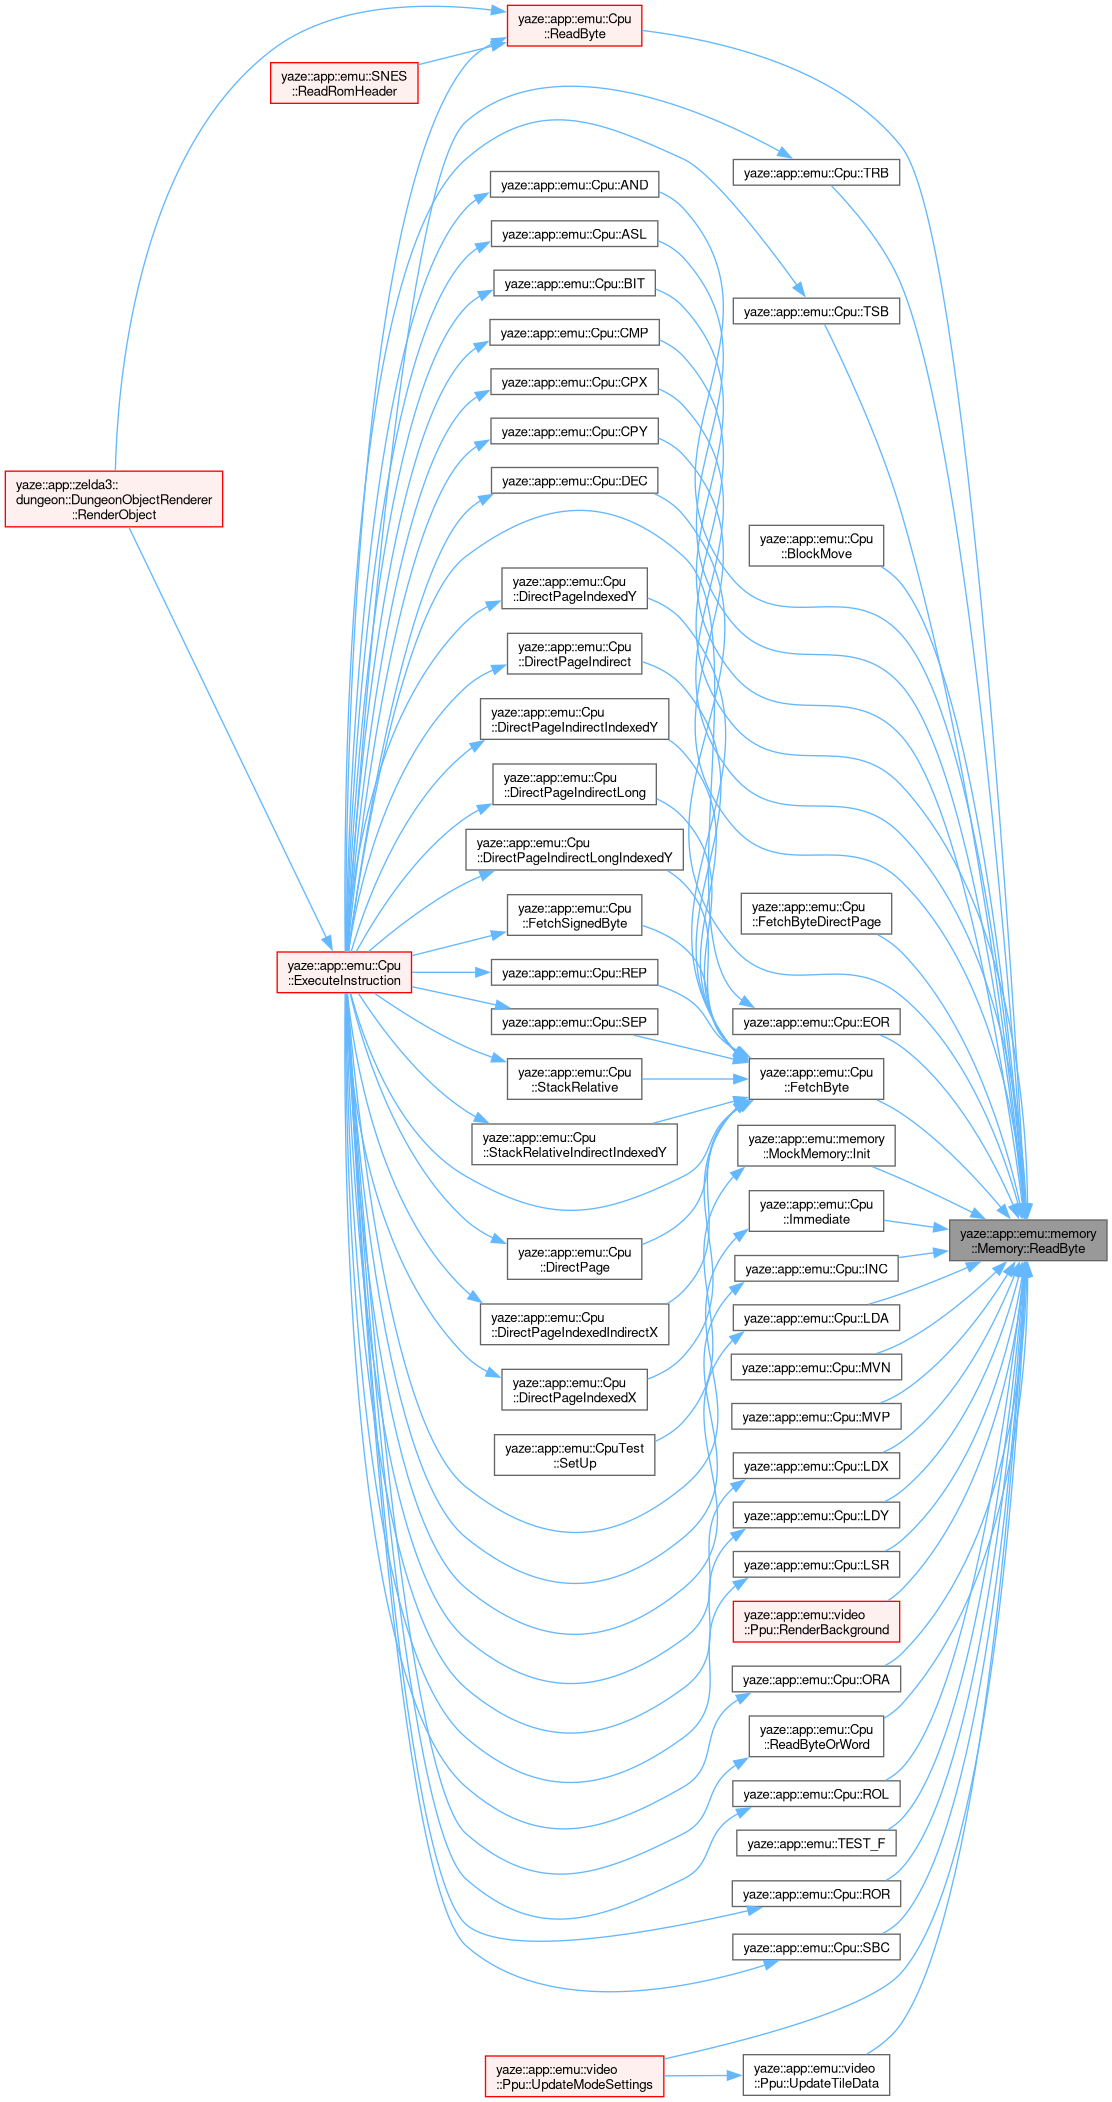 yaze::app::emu::Cpu
::ReadByte
yaze::app::emu::SNES
::ReadRomHeader
yaze::app::emu::Cpu::TRB
yaze::app::emu::Cpu::AND
yaze::app::emu::Cpu::ASL
yaze::app::emu::Cpu::BIT
yaze::app::emu::Cpu::TSB
yaze::app::emu::Cpu::CMP
yaze::app::emu::Cpu::CPX
yaze::app::emu::Cpu::CPY
yaze::app::emu::Cpu::DEC
yaze::app::zelda3::
dungeon::DungeonObjectRenderer
::RenderObject
yaze::app::emu::Cpu
::BlockMove
yaze::app::emu::Cpu
::DirectPageIndexedY
yaze::app::emu::Cpu
::DirectPageIndirect
yaze::app::emu::Cpu
::DirectPageIndirectIndexedY
yaze::app::emu::Cpu
::DirectPageIndirectLong
yaze::app::emu::Cpu
::DirectPageIndirectLongIndexedY
yaze::app::emu::Cpu
::FetchByteDirectPage
yaze::app::emu::Cpu
::FetchSignedByte
yaze::app::emu::Cpu
::ExecuteInstruction
yaze::app::emu::Cpu::REP
yaze::app::emu::Cpu::SEP
yaze::app::emu::Cpu::EOR
yaze::app::emu::Cpu
::StackRelative
yaze::app::emu::Cpu
::FetchByte
yaze::app::emu::Cpu
::StackRelativeIndirectIndexedY
yaze::app::emu::memory
::MockMemory::Init
yaze::app::emu::Cpu
::Immediate
yaze::app::emu::memory
::Memory::ReadByte
yaze::app::emu::Cpu
::DirectPage
yaze::app::emu::Cpu::INC
yaze::app::emu::Cpu
::DirectPageIndexedIndirectX
yaze::app::emu::Cpu::LDA
yaze::app::emu::Cpu::MVN
yaze::app::emu::Cpu
::DirectPageIndexedX
yaze::app::emu::Cpu::MVP
yaze::app::emu::CpuTest
::SetUp
yaze::app::emu::Cpu::LDX
yaze::app::emu::Cpu::LDY
yaze::app::emu::Cpu::LSR
yaze::app::emu::video
::Ppu::RenderBackground
yaze::app::emu::Cpu::ORA
yaze::app::emu::Cpu
::ReadByteOrWord
yaze::app::emu::Cpu::ROL
yaze::app::emu::TEST_F
yaze::app::emu::Cpu::ROR
yaze::app::emu::Cpu::SBC
yaze::app::emu::video
::Ppu::UpdateModeSettings
yaze::app::emu::video
::Ppu::UpdateTileData